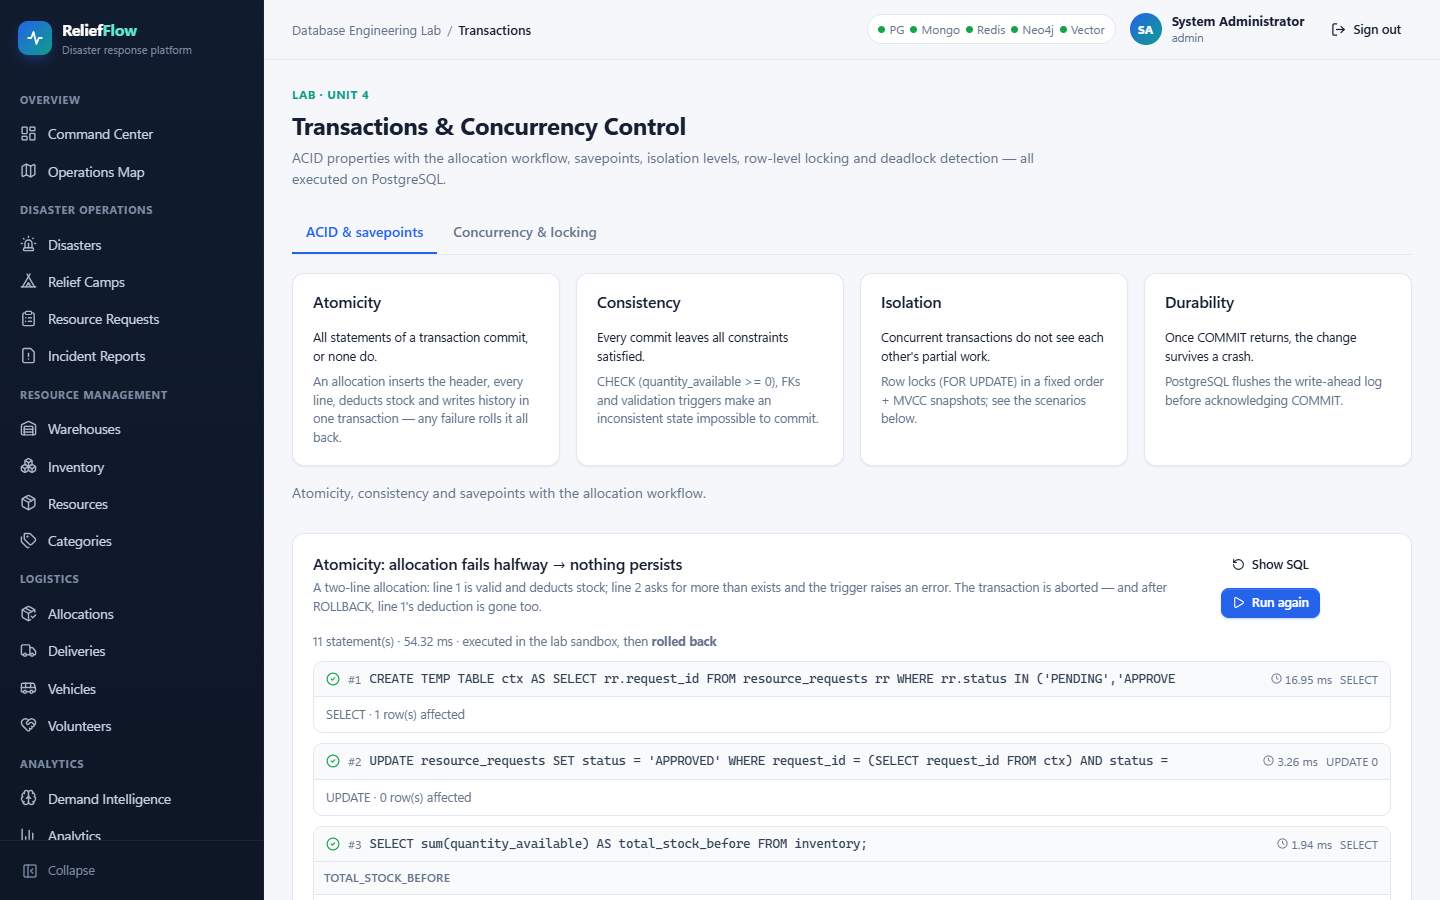 ReliefFlow
Disaster response platform
OVERVIEW
Command Center
Operations Map
DISASTER OPERATIONS
Disasters
Relief Camps
Resource Requests
Incident Reports
RESOURCE MANAGEMENT
Warehouses
Inventory
Resources
Categories
LOGISTICS
Allocations
Deliveries
Vehicles
Volunteers
ANALYTICS
Demand Intelligence
Analytics
Collapse
Database Engineering Lab / Transactions
PG Mongo Redis Neo4j Vector
SA
System Administrator
admin
Sign out
LAB · UNIT 4
Transactions & Concurrency Control
ACID properties with the allocation workflow, savepoints, isolation levels, row-level locking and deadlock detection — all
executed on PostgreSQL.
ACID & savepoints
Concurrency & locking
Atomicity
All statements of a transaction commit,
or none do.
An allocation inserts the header, every
line, deducts stock and writes history in
one transaction — any failure rolls it all
back.
Consistency
Every commit leaves all constraints
satisfied.
CHECK (quantity_available >= 0), FKs
and validation triggers make an
inconsistent state impossible to commit.
Isolation
Concurrent transactions do not see each
other's partial work.
Row locks (FOR UPDATE) in a fixed order
+ MVCC snapshots; see the scenarios
below.
Durability
Once COMMIT returns, the change
survives a crash.
PostgreSQL flushes the write-ahead log
before acknowledging COMMIT.
Atomicity, consistency and savepoints with the allocation workflow.
Atomicity: allocation fails halfway → nothing persists
A two-line allocation: line 1 is valid and deducts stock; line 2 asks for more than exists and the trigger raises an error. The transaction is aborted — and after
ROLLBACK, line 1's deduction is gone too.
Show SQL
Run again
11 statement(s) · 54.32 ms · executed in the lab sandbox, then rolled back
#1 CREATE TEMP TABLE ctx AS SELECT rr.request_id FROM resource_requests rr WHERE rr.status IN ('PENDING','APPROVE
16.95 ms SELECT
SELECT · 1 row(s) affected
#2 UPDATE resource_requests SET status = 'APPROVED' WHERE request_id = (SELECT request_id FROM ctx) AND status =
3.26 ms UPDATE 0
UPDATE · 0 row(s) affected
#3 SELECT sum(quantity_available) AS total_stock_before FROM inventory;
1.94 ms SELECT
TOTAL_STOCK_BEFORE